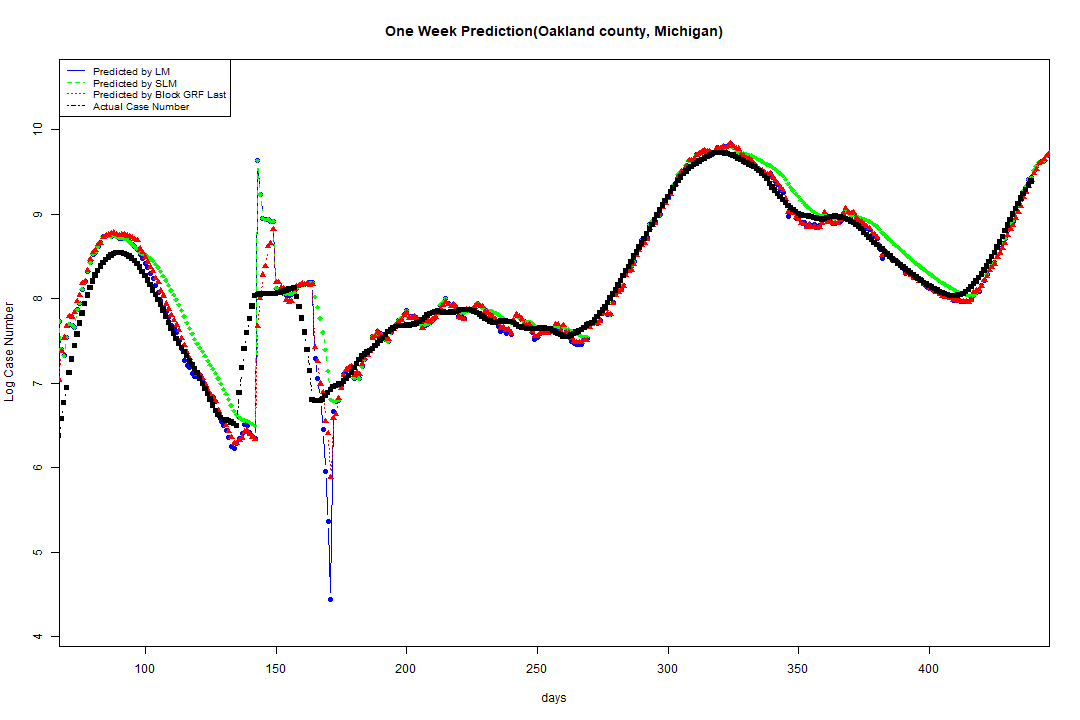 One Week Prediction(Oakland county, Michigan)
Predicted by LM
Predicted by SLM
Predicted by Block GRF Last
Actual Case Number
10
9
8
7
6
5
4
Log Case Number
100 150 200 250 300 350 400
days